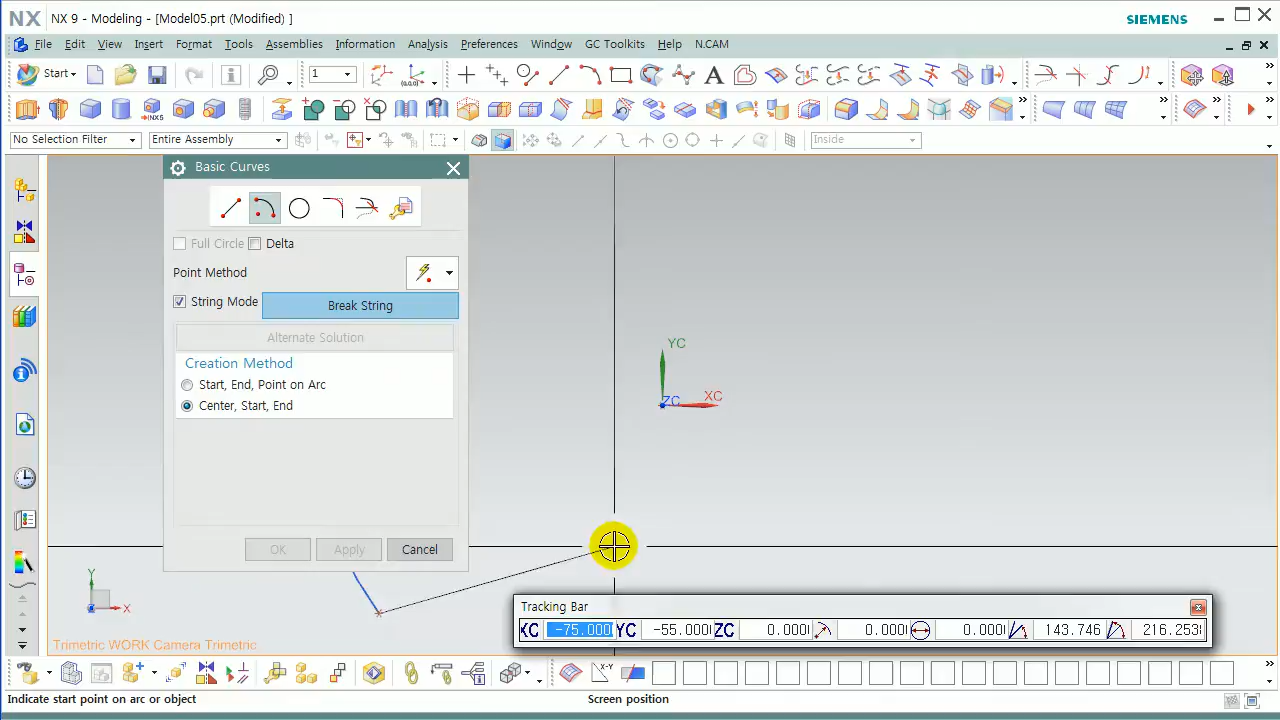 NX NX 9 - Modeling - [Model05.prt (Modified) ] SIEMENS
File Edit View Insert Format Tools Assemblies Information Analysis Preferences Window GC Toolkits Help
Start 1
No Selection Filter Entire Assembly Inside
Basic Curves
Full Circle Delta
Point Method
String Mode Break String
Alternate Solution
Creation Method
Start, End, Point on Arc
Center, Start, End
OK Apply Cancel
YC
XC
ZC
Y
X
Trimetric WORK Camera Trimetric
Tracking Bar
XC -75.000 YC -55.000 ZC 0.0000 0.0000 0.0000 143.746 216.253
X-Y
Indicate start point on arc or object Screen position